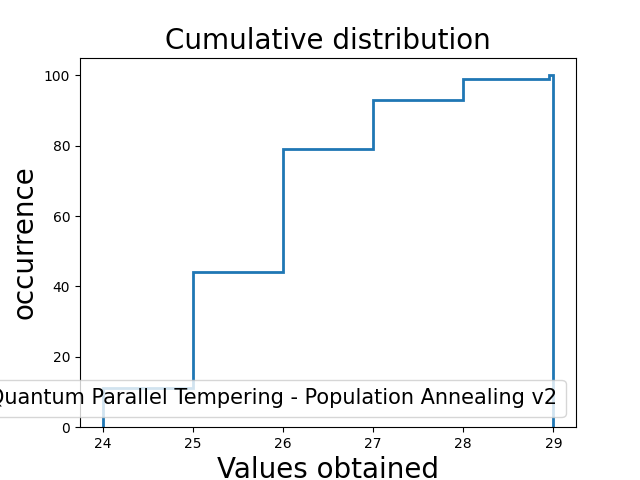 Cumulative distribution
100
80
60
40
20
0
occurrence
Parallel Tempering - Population Annealing v2
24 25 26 27 28 29
Values obtained